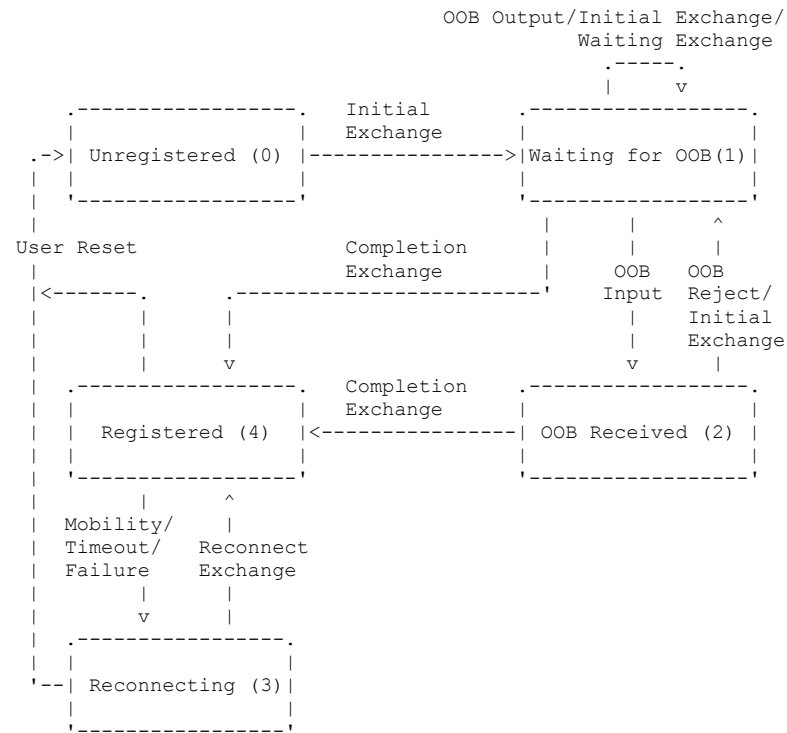 OOB Output/Initial Exchange/
Waiting Exchange
Initial
Exchange
Unregistered (0)
Waiting for OOB(1)
User Reset
Completion
Exchange
OOB
Input
OOB
Reject/
Initial
Exchange
Completion
Exchange
Registered (4)
OOB Received (2)
Mobility/
Timeout/
Failure
Reconnect
Exchange
Reconnecting (3)